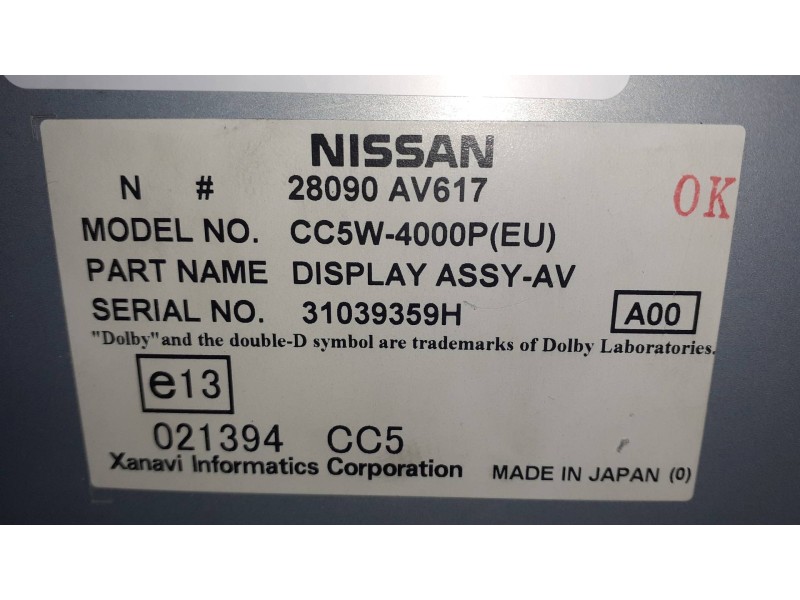 NISSAN
N # 28090 AV617
OK
MODEL NO. CC5W-4000P(EU)
PART NAME DISPLAY ASSY-AV
SERIAL NO. 31039359H
A00
"Dolby" and the double-D symbol are trademarks of Dolby Laboratories.
e13
021394 CC5
Xanavi Informatics Corporation MADE IN JAPAN (0)